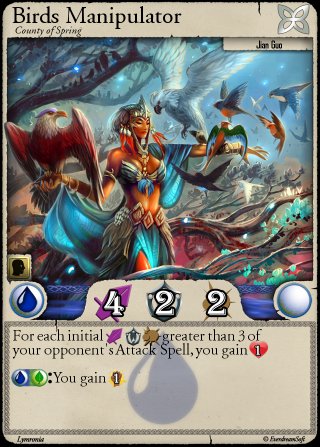 Birds Manipulator
County of Spring
Jian Guo
4 2 2
For each initial greater than 3 of
your opponent's Attack Spell, you gain 1
:You gain 1
Lymronia
© EverdreamSoft